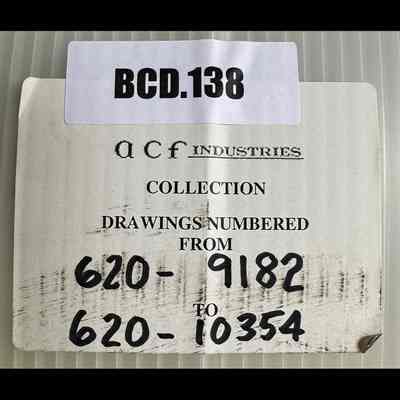 BCD.138
acf INDUSTRIES
COLLECTION
DRAWINGS NUMBERED
FROM
620-9182
TO
620-10354